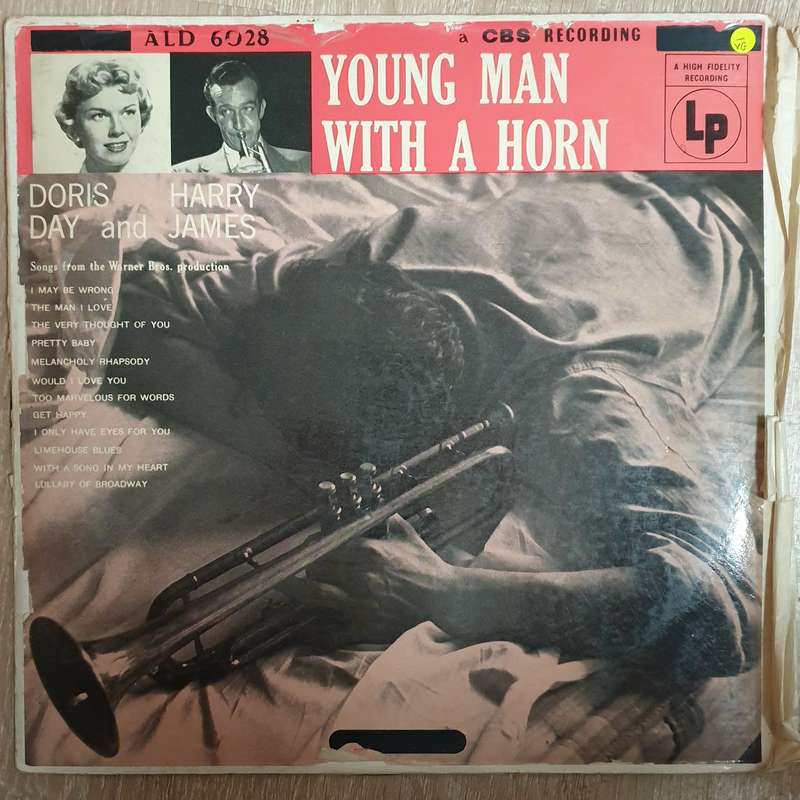 ALD 6028
a CBS RECORDING
VG
YOUNG MAN
WITH A HORN
A HIGH FIDELITY
RECORDING
LP
DORIS HARRY
DAY and JAMES
Songs from the Warner Bros. production
I MAY BE WRONG
THE MAN I LOVE
THE VERY THOUGHT OF YOU
PRETTY BABY
MELANCHOLY RHAPSODY
WOULD I LOVE YOU
TOO MARVELOUS FOR WORDS
GET HAPPY
I ONLY HAVE EYES FOR YOU
LIMEHOUSE BLUES
WITH A SONG IN MY HEART
LULLABY OF BROADWAY